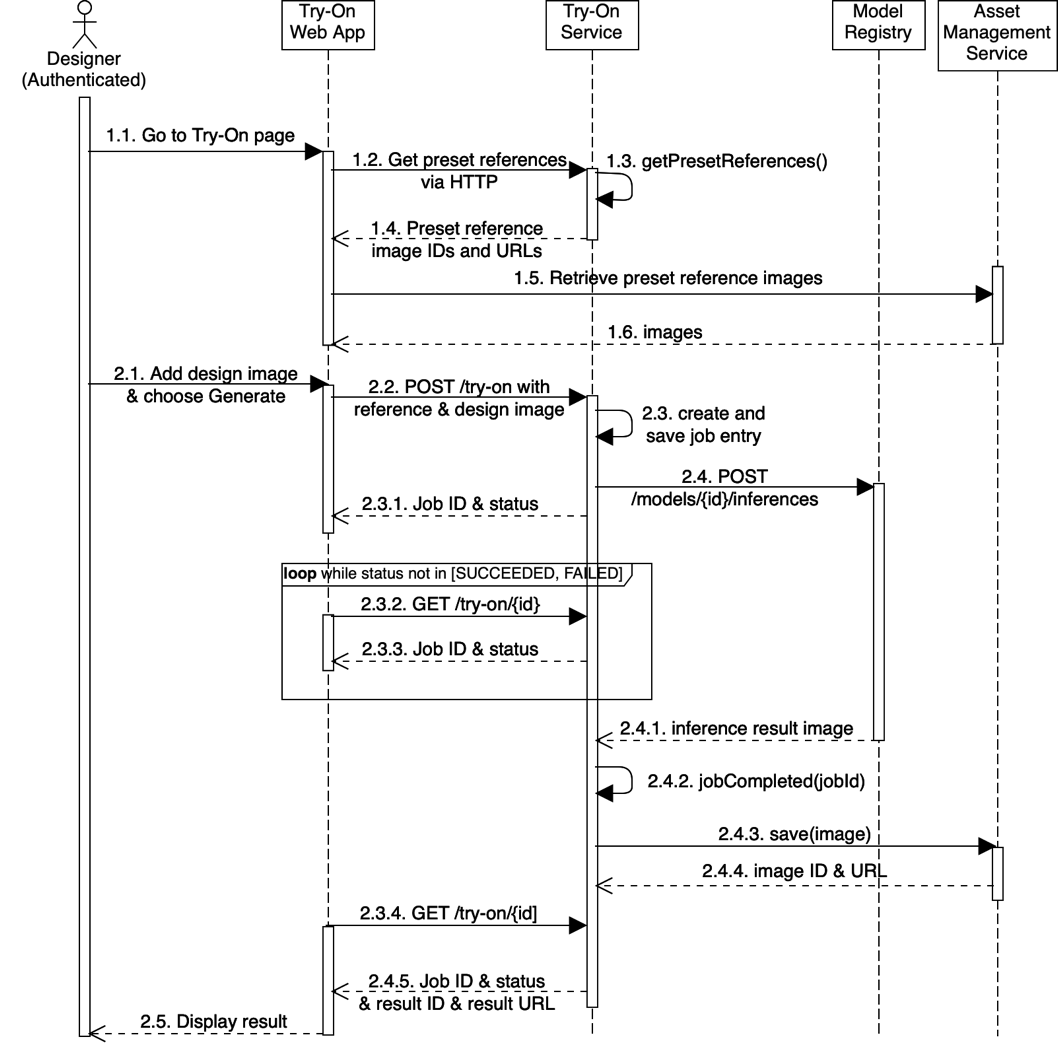 Try-On
Web App
Try-On
Service
Model
Registry
Asset
Management
Service
Designer
(Authenticated)
1.1. Go to Try-On page
1.2. Get preset references
via HTTP
1.3. getPresetReferences()
1.4. Preset reference
image IDs and URLs
1.5. Retrieve preset reference images
1.6. images
2.1. Add design image
& choose Generate
2.2. POST /try-on with
reference & design image
2.3. create and
save job entry
2.4. POST
/models/{id}/inferences
2.3.1. Job ID & status
loop while status not in [SUCCEEDED, FAILED]
2.3.2. GET /try-on/{id}
2.3.3. Job ID & status
2.4.1. inference result image
2.4.2. jobCompleted(jobId)
2.4.3. save(image)
2.4.4. image ID & URL
2.3.4. GET /try-on/{id]
2.4.5. Job ID & status
& result ID & result URL
2.5. Display result